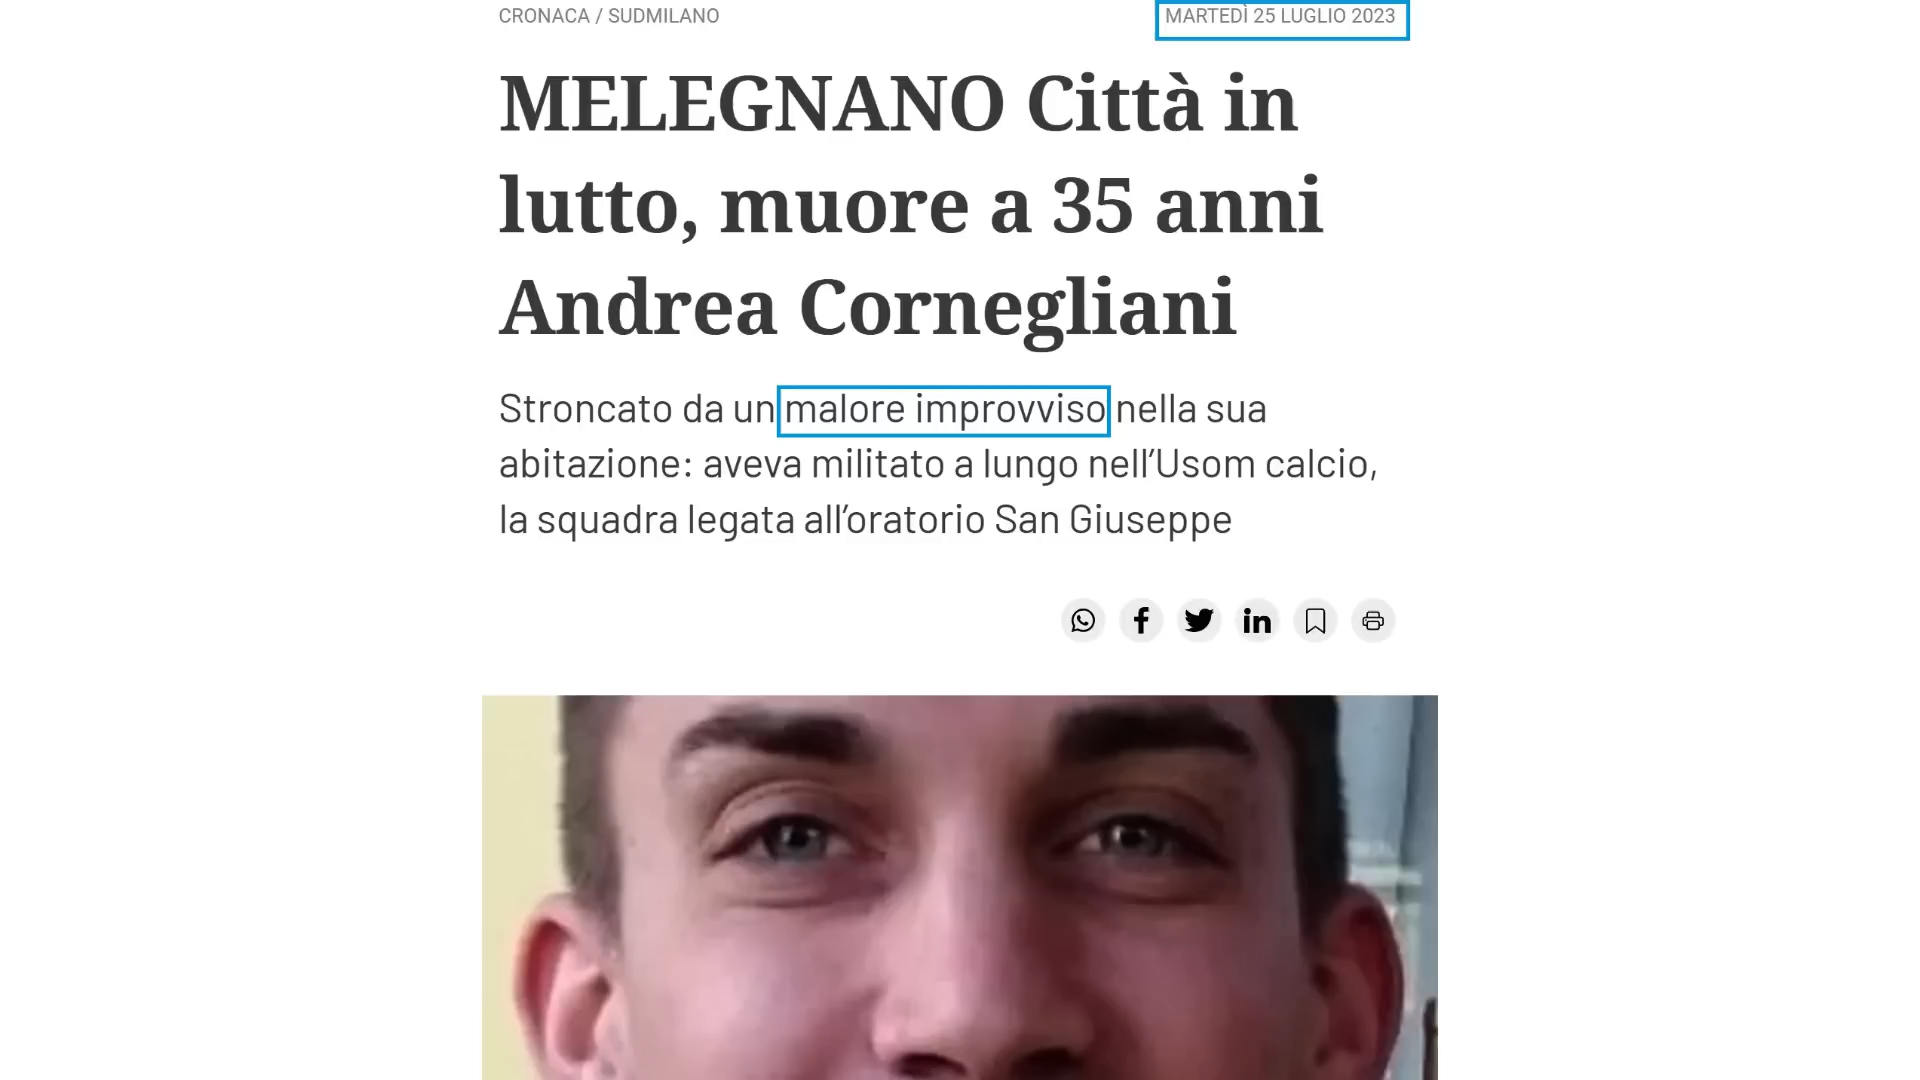 CRONACA / SUDMILANO
MARTEDÌ 25 LUGLIO 2023
MELEGNANO Città in
lutto, muore a 35 anni
Andrea Cornegliani
Stroncato da un malore improvviso nella sua
abitazione: aveva militato a lungo nell’Usom calcio,
la squadra legata all’oratorio San Giuseppe